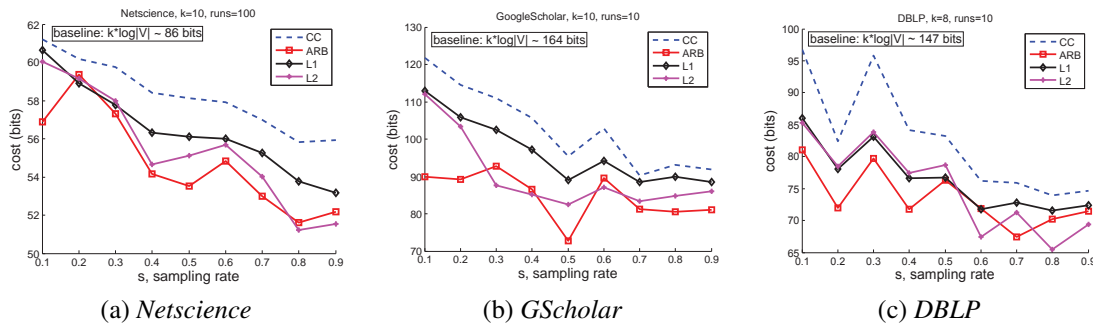 Netscience, k=10, runs=100
baseline: k*log|V| ~ 86 bits
CC
ARB
L1
L2
cost (bits)
62
60
58
56
54
52
50
0.1 0.2 0.3 0.4 0.5 0.6 0.7 0.8 0.9
s, sampling rate
(a) Netscience
GoogleScholar, k=10, runs=10
baseline: k*log|V| ~ 164 bits
CC
ARB
L1
L2
cost (bits)
130
120
110
100
90
80
70
0.1 0.2 0.3 0.4 0.5 0.6 0.7 0.8 0.9
s, sampling rate
(b) GScholar
DBLP, k=8, runs=10
baseline: k*log|V| ~ 147 bits
CC
ARB
L1
L2
cost (bits)
100
95
90
85
80
75
70
65
0.1 0.2 0.3 0.4 0.5 0.6 0.7 0.8 0.9
s, sampling rate
(c) DBLP